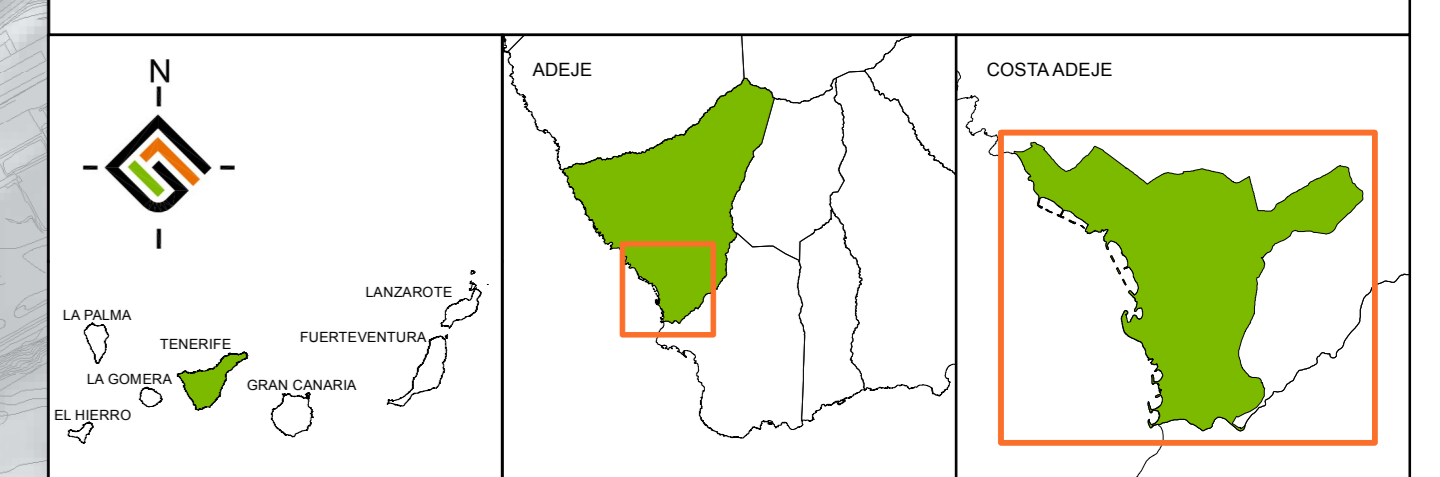 N
LANZAROTE
LA PALMA
FUERTEVENTURA
TENERIFE
LA GOMERA
GRAN CANARIA
EL HIERRO
ADEJE
COSTA ADEJE